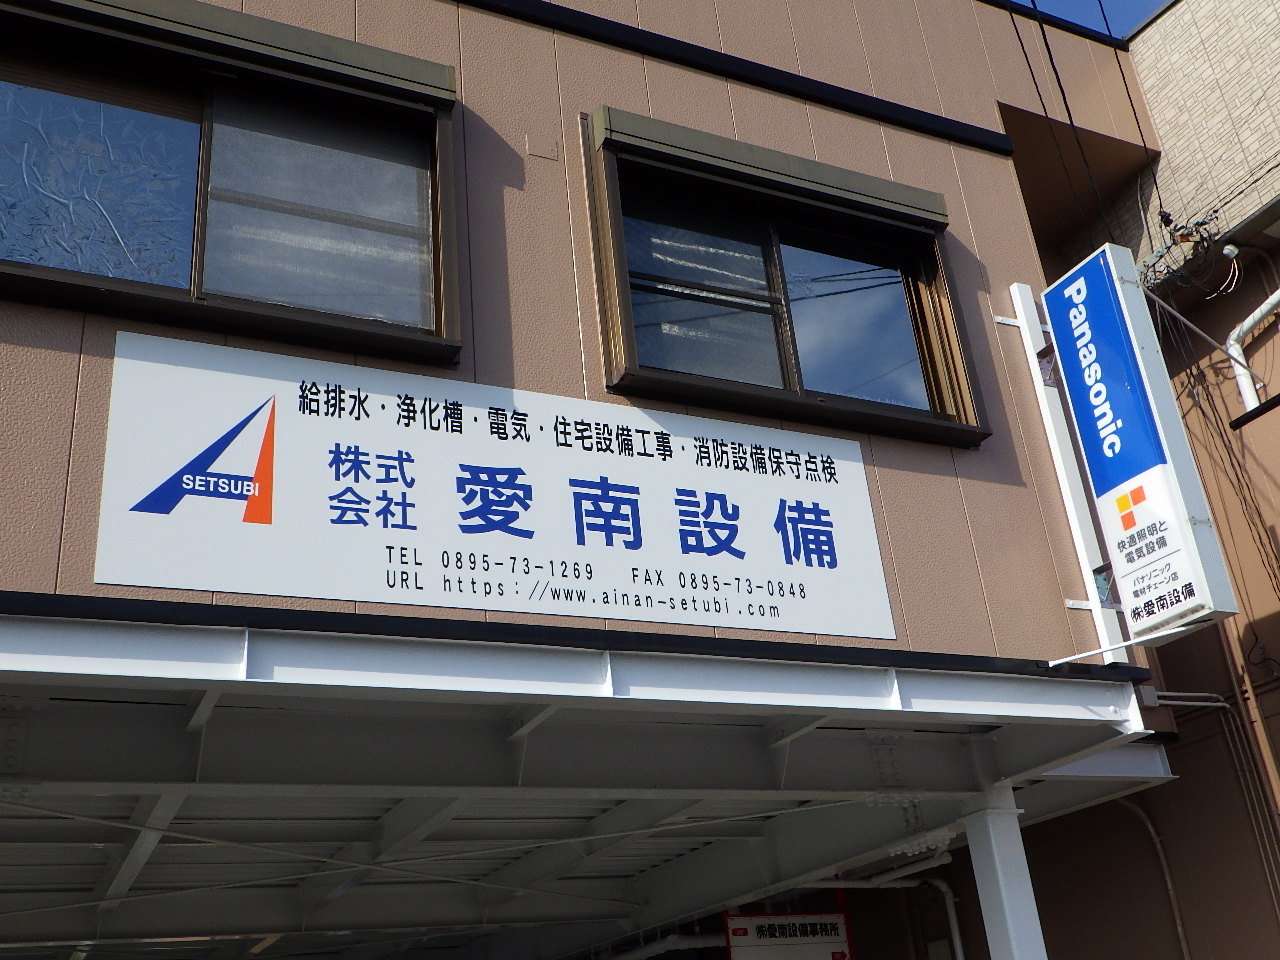 給排水・浄化槽・電気・住宅設備工事・消防設備保守点検
A SETSUBI
株式会社 愛南設備
TEL 0895-73-1269 FAX 0895-73-0848
URL https://www.ainan-setubi.com
Panasonic
快適照明と
電気設備
パナソニック
電材チェーン店
㈱愛南設備
㈱愛南設備事務所